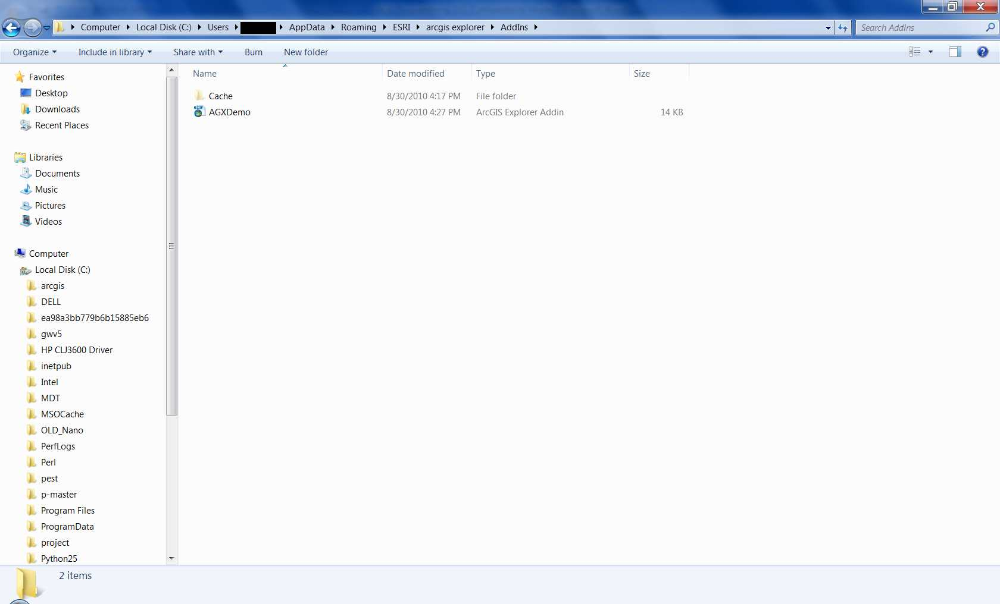 Computer Local Disk (C:) Users AppData Roaming ESRI arcgis explorer AddIns Search AddIns
Organize Include in library Share with Burn New folder
Favorites
Desktop
Downloads
Recent Places
Libraries
Documents
Music
Pictures
Videos
Computer
Local Disk (C:)
arcgis
DELL
ea98a3bb779b6b15885eb6
gwv5
HP CLJ3600 Driver
inetpub
Intel
MDT
MSOCache
OLD_Nano
PerfLogs
Perl
pest
p-master
Program Files
ProgramData
project
Python25
Name Date modified Type Size
Cache 8/30/2010 4:17 PM File folder
AGXDemo 8/30/2010 4:27 PM ArcGIS Explorer Addin 14 KB
2 items